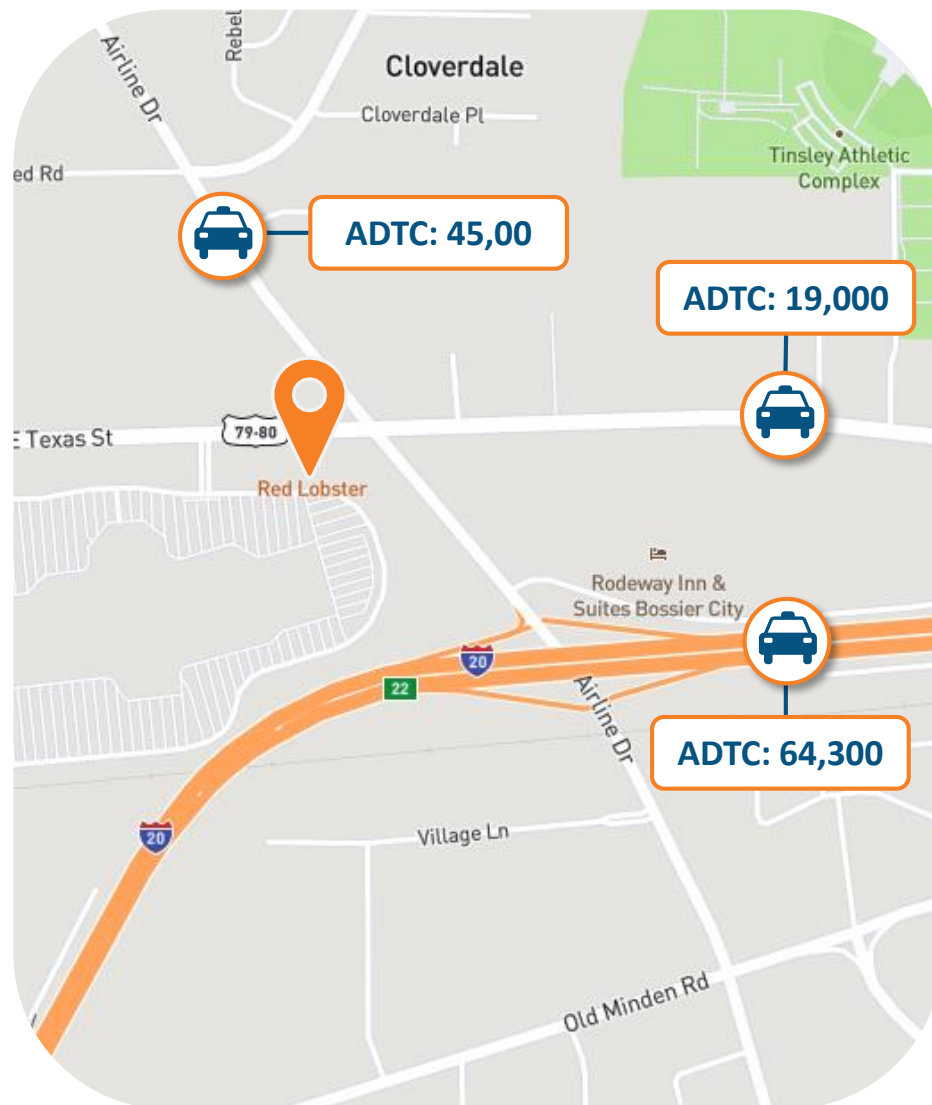 Rebel
Airline Dr
Cloverdale
Cloverdale Pl
Tinsley Athletic
Complex
ed Rd
ADTC: 45,00
ADTC: 19,000
E Texas St
79-80
Red Lobster
Rodeway Inn &
Suites Bossier City
20
22
Airline Dr
ADTC: 64,300
20
Village Ln
Old Minden Rd